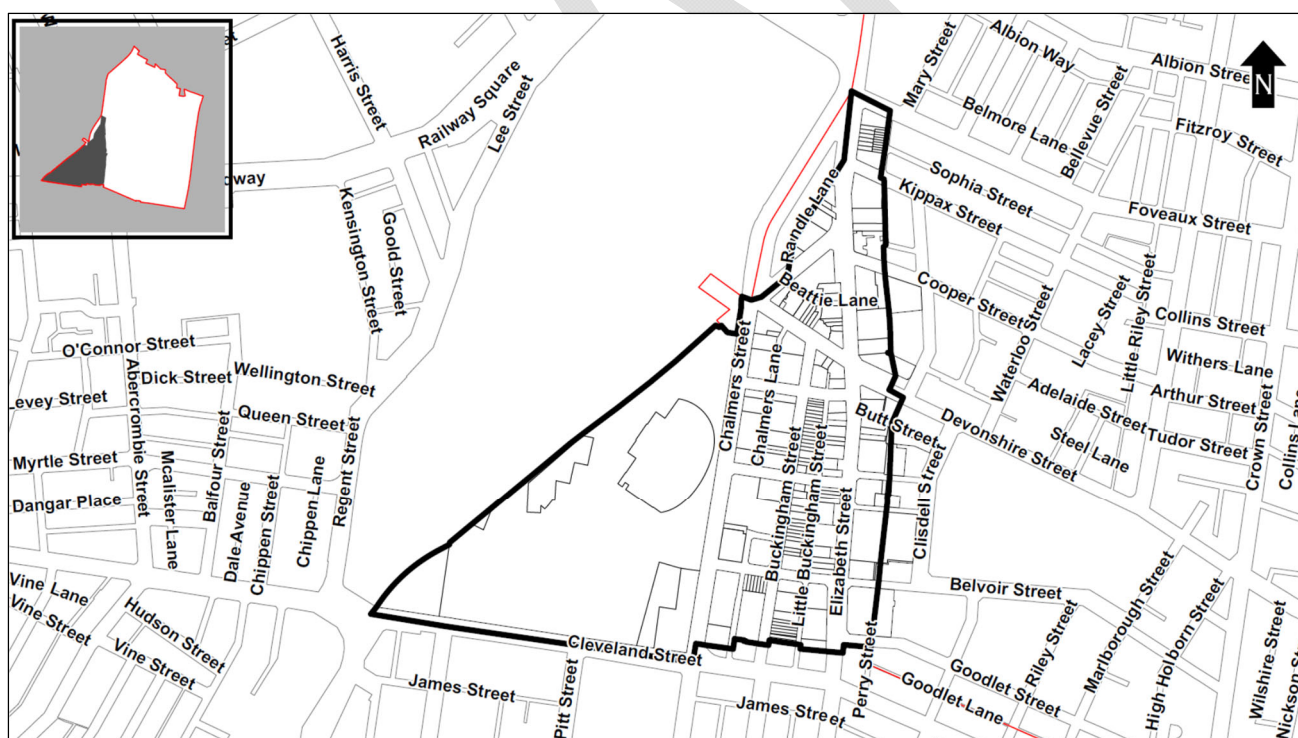 Harris Street
Railway Square
Lee Street
Mary Street
Albion Way
Albion Street
Belmore Lane
Bellevue Street
Fitzroy Street
N
Kensington Street
Goold Street
Randle Lane
Sophia Street
Kippax Street
Foveaux Street
Beattie Lane
Cooper Street
Waterloo Street
Lacey Street
Little Riley Street
Collins Street
Withers Lane
O'Connor Street
Abercrombie Street
Dick Street
Wellington Street
Levey Street
Queen Street
Chalmers Street
Chalmers Lane
Adelaide Street
Arthur Street
Crown Street
Collins Lane
Butt Street
Devonshire Street
Steel Lane
Tudor Street
Myrtle Street
Mcalister Lane
Balfour Street
Dangar Place
Dale Avenue
Chippen Street
Chippen Lane
Regent Street
Buckingham Street
Little Buckingham Street
Elizabeth Street
Clisdell Street
Belvoir Street
Vine Lane
Vine Street
Hudson Street
Vine Street
Cleveland Street
Perry Street
Riley Street
Marlborough Street
High Holborn Street
Wilshire Street
Goodlet Street
Goodlet Lane
James Street
Pitt Street
James Street